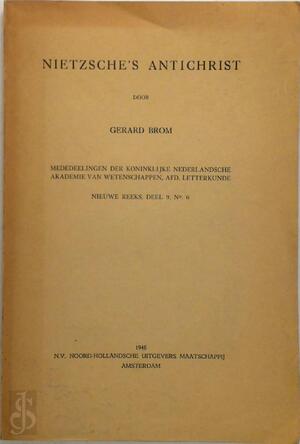 NIETZSCHE'S ANTICHRIST
DOOR
GERARD BROM
MEDEDEELINGEN DER KONINKLIJKE NEDERLANDSCHE
AKADEMIE VAN WETENSCHAPPEN, AFD. LETTERKUNDE
NIEUWE REEKS, DEEL 9, No. 6
1946
N.V. NOORD-HOLLANDSCHE UITGEVERS MAATSCHAPPIJ
AMSTERDAM